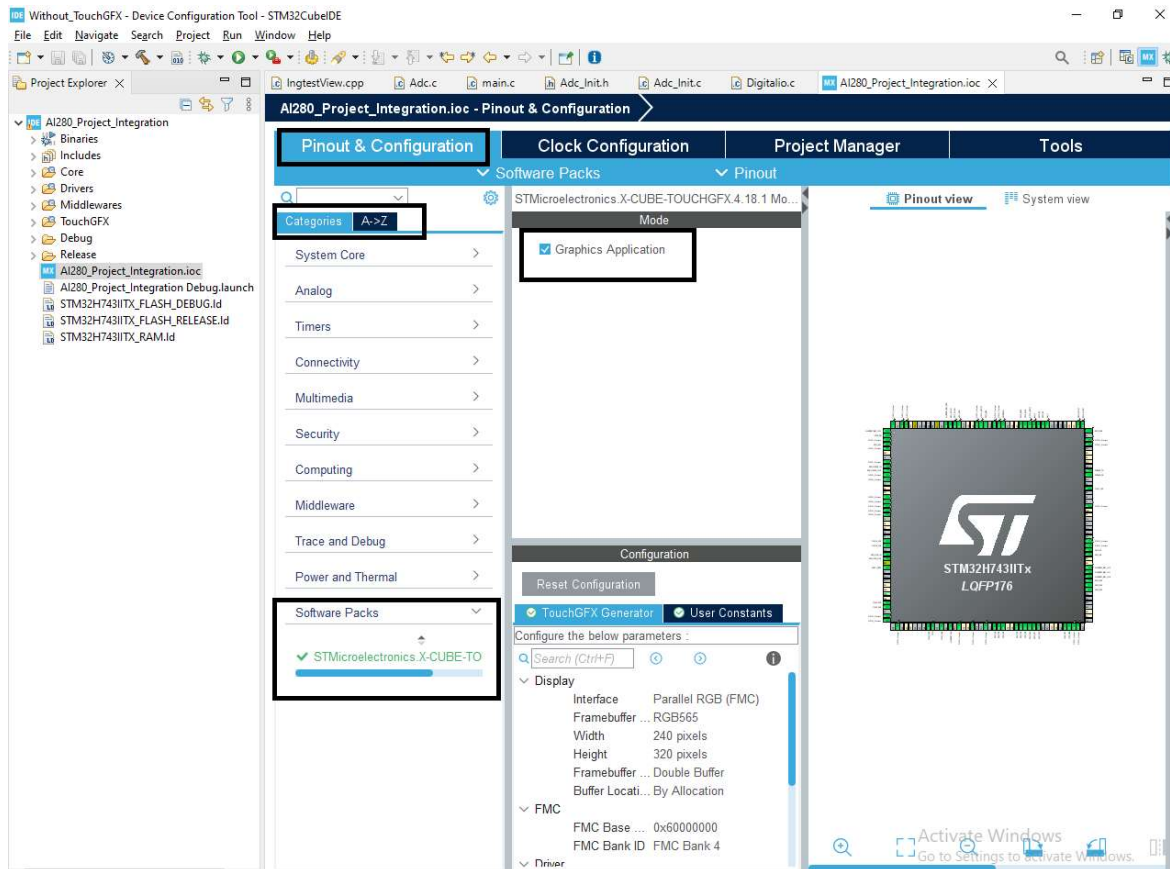 IDE Without_TouchGFX - Device Configuration Tool - STM32CubeIDE
File Edit Navigate Search Project Run Window Help
Project Explorer
IngtestView.cpp Adc.c main.c Adc_Init.h Adc_Init.c Digitalio.c MX AI280_Project_Integration.ioc
AI280_Project_Integration
Binaries
Includes
Core
Drivers
Middlewares
TouchGFX
Debug
Release
MX AI280_Project_Integration.ioc
AI280_Project_Integration Debug.launch
STM32H743IITX_FLASH_DEBUG.ld
STM32H743IITX_FLASH_RELEASE.ld
STM32H743IITX_RAM.ld
AI280_Project_Integration.ioc - Pinout & Configuration
Pinout & Configuration Clock Configuration Project Manager Tools
Software Packs Pinout
Categories A->Z
System Core
Analog
Timers
Connectivity
Multimedia
Security
Computing
Middleware
Trace and Debug
Power and Thermal
Software Packs
STMicroelectronics.X-CUBE-TO
STMicroelectronics.X-CUBE-TOUCHGFX.4.18.1 Mo...
Mode
Graphics Application
Configuration
Reset Configuration
TouchGFX Generator User Constants
Configure the below parameters :
Search (Ctrl+F)
Display
Interface Parallel RGB (FMC)
Framebuffer ... RGB565
Width 240 pixels
Height 320 pixels
Framebuffer ... Double Buffer
Buffer Locati... By Allocation
FMC
FMC Base ... 0x60000000
FMC Bank ID FMC Bank 4
Driver
Pinout view System view
ST
STM32H743IITx
LQFP176
Activate Windows
Go to Settings to activate Windows.